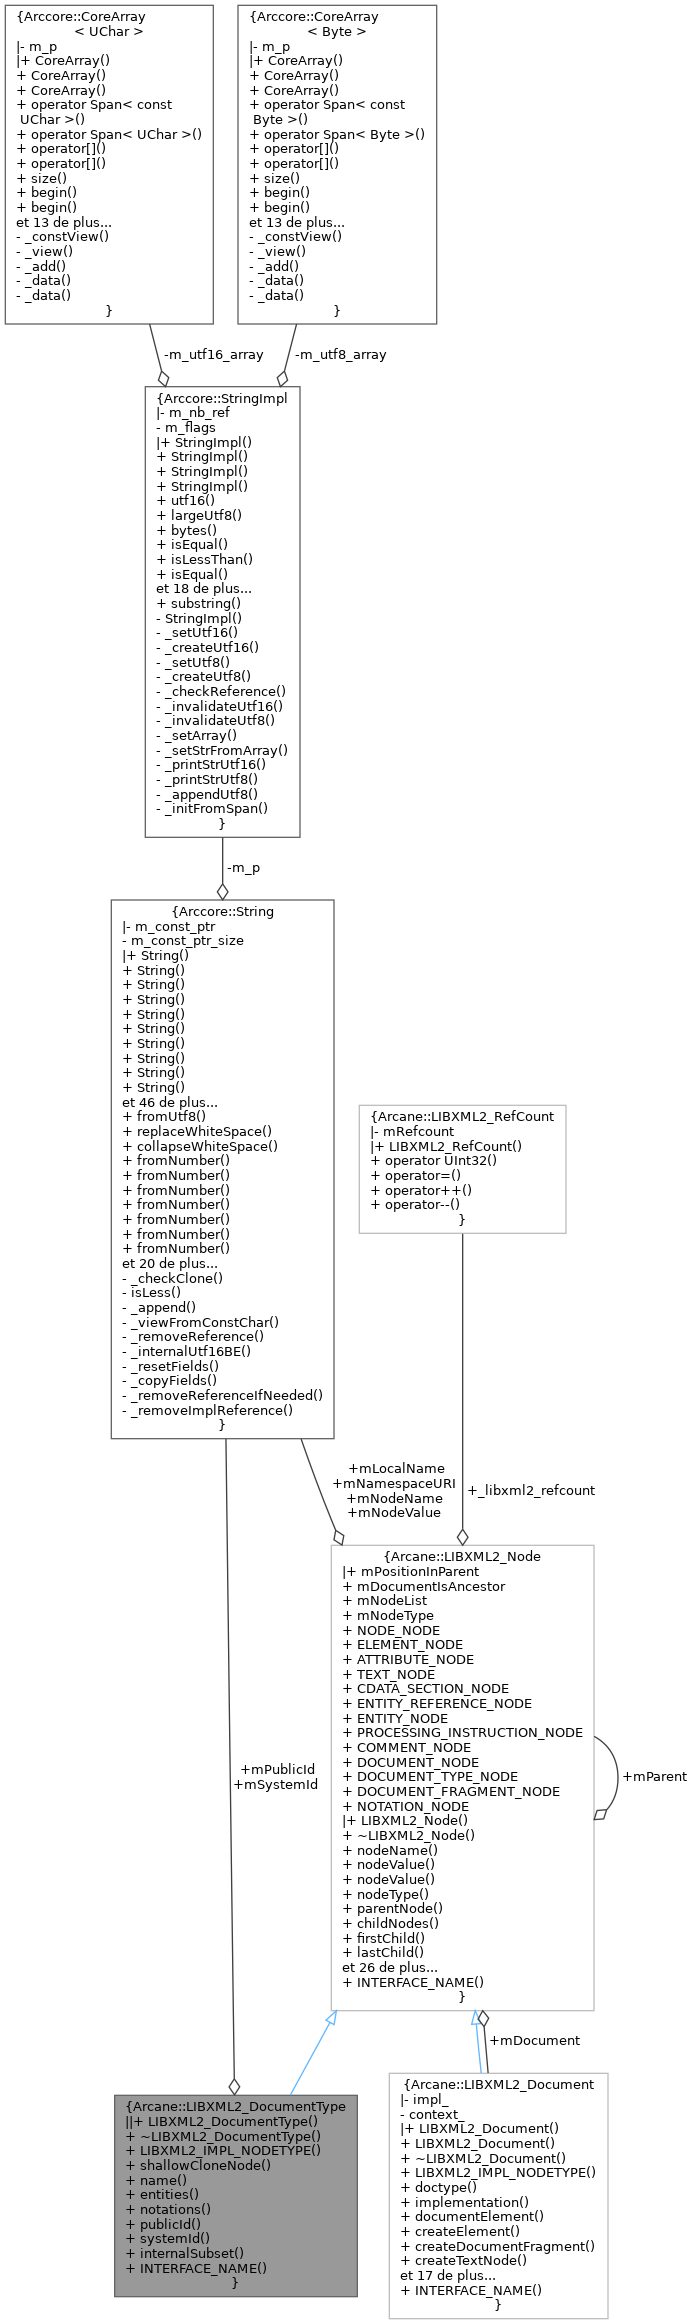 {Arccore::CoreArray
< UChar >
|- m_p
|+ CoreArray()
+ CoreArray()
+ CoreArray()
+ operator Span< const
UChar >()
+ operator Span< UChar >()
+ operator[]()
+ operator[]()
+ size()
+ begin()
+ begin()
et 13 de plus...
- _constView()
- _view()
- _add()
- _data()
- _data()
}
{Arccore::CoreArray
< Byte >
|- m_p
|+ CoreArray()
+ CoreArray()
+ CoreArray()
+ operator Span< const
Byte >()
+ operator Span< Byte >()
+ operator[]()
+ operator[]()
+ size()
+ begin()
+ begin()
et 13 de plus...
- _constView()
- _view()
- _add()
- _data()
- _data()
}
-m_utf16_array
-m_utf8_array
{Arccore::StringImpl
|- m_nb_ref
- m_flags
|+ StringImpl()
+ StringImpl()
+ StringImpl()
+ StringImpl()
+ utf16()
+ largeUtf8()
+ bytes()
+ isEqual()
+ isLessThan()
+ isEqual()
et 18 de plus...
+ substring()
- StringImpl()
- _setUtf16()
- _createUtf16()
- _setUtf8()
- _createUtf8()
- _checkReference()
- _invalidateUtf16()
- _invalidateUtf8()
- _setArray()
- _setStrFromArray()
- _printStrUtf16()
- _printStrUtf8()
- _appendUtf8()
- _initFromSpan()
}
-m_p
{Arccore::String
|- m_const_ptr
- m_const_ptr_size
|+ String()
+ String()
+ String()
+ String()
+ String()
+ String()
+ String()
+ String()
+ String()
+ String()
et 46 de plus...
+ fromUtf8()
+ replaceWhiteSpace()
+ collapseWhiteSpace()
+ fromNumber()
+ fromNumber()
+ fromNumber()
+ fromNumber()
+ fromNumber()
+ fromNumber()
+ fromNumber()
et 20 de plus...
- _checkClone()
- isLess()
- _append()
- _viewFromConstChar()
- _removeReference()
- _internalUtf16BE()
- _resetFields()
- _copyFields()
- _removeReferenceIfNeeded()
- _removeImplReference()
}
{Arcane::LIBXML2_RefCount
|- mRefcount
|+ LIBXML2_RefCount()
+ operator UInt32()
+ operator=()
+ operator++()
+ operator--()
}
+mLocalName
+mNamespaceURI
+mNodeName
+mNodeValue
+_libxml2_refcount
{Arcane::LIBXML2_Node
|+ mPositionInParent
+ mDocumentIsAncestor
+ mNodeList
+ mNodeType
+ NODE_NODE
+ ELEMENT_NODE
+ ATTRIBUTE_NODE
+ TEXT_NODE
+ CDATA_SECTION_NODE
+ ENTITY_REFERENCE_NODE
+ ENTITY_NODE
+ PROCESSING_INSTRUCTION_NODE
+ COMMENT_NODE
+ DOCUMENT_NODE
+ DOCUMENT_TYPE_NODE
+ DOCUMENT_FRAGMENT_NODE
+ NOTATION_NODE
|+ LIBXML2_Node()
+ ~LIBXML2_Node()
+ nodeName()
+ nodeValue()
+ nodeValue()
+ nodeType()
+ parentNode()
+ childNodes()
+ firstChild()
+ lastChild()
et 26 de plus...
+ INTERFACE_NAME()
}
+mPublicId
+mSystemId
+mParent
+mDocument
{Arcane::LIBXML2_DocumentType
||+ LIBXML2_DocumentType()
+ ~LIBXML2_DocumentType()
+ LIBXML2_IMPL_NODETYPE()
+ shallowCloneNode()
+ name()
+ entities()
+ notations()
+ publicId()
+ systemId()
+ internalSubset()
+ INTERFACE_NAME()
}
{Arcane::LIBXML2_Document
|- impl_
- context_
|+ LIBXML2_Document()
+ LIBXML2_Document()
+ ~LIBXML2_Document()
+ LIBXML2_IMPL_NODETYPE()
+ doctype()
+ implementation()
+ documentElement()
+ createElement()
+ createDocumentFragment()
+ createTextNode()
et 17 de plus...
+ INTERFACE_NAME()
}